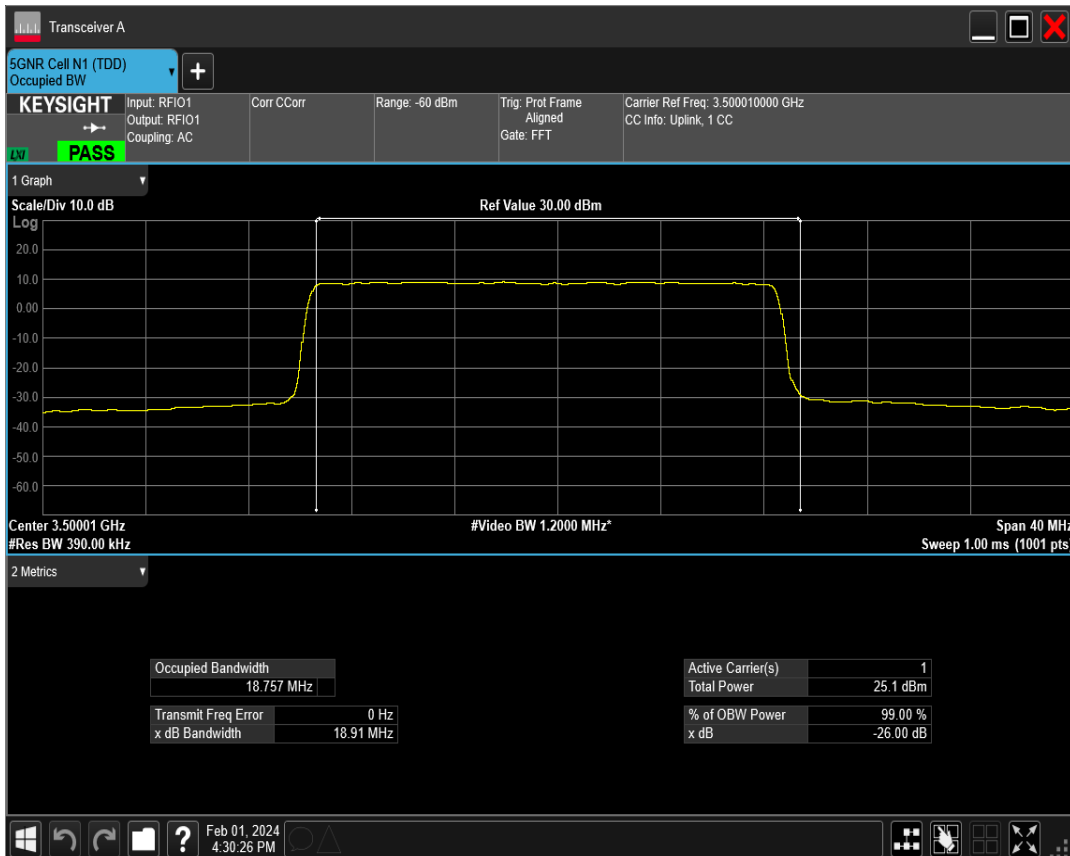 Transceiver A
5GNR Cell N1 (TDD)
Occupied BW
+
KEYSIGHT
LXI
PASS
Input: RFIO1
Output: RFIO1
Coupling: AC
Corr CCorr
Range: -60 dBm
Trig: Prot Frame
Aligned
Gate: FFT
Carrier Ref Freq: 3.500010000 GHz
CC Info: Uplink, 1 CC
1 Graph
Scale/Div 10.0 dB
Ref Value 30.00 dBm
Log
20.0
10.0
0.00
-10.0
-20.0
-30.0
-40.0
-50.0
-60.0
Center 3.50001 GHz
#Video BW 1.2000 MHz*
Span 40 MHz
#Res BW 390.00 kHz
Sweep 1.00 ms (1001 pts)
2 Metrics
Occupied Bandwidth
18.757 MHz
Transmit Freq Error 0 Hz
x dB Bandwidth 18.91 MHz
Active Carrier(s) 1
Total Power 25.1 dBm
% of OBW Power 99.00 %
x dB -26.00 dB
?
Feb 01, 2024
4:30:26 PM